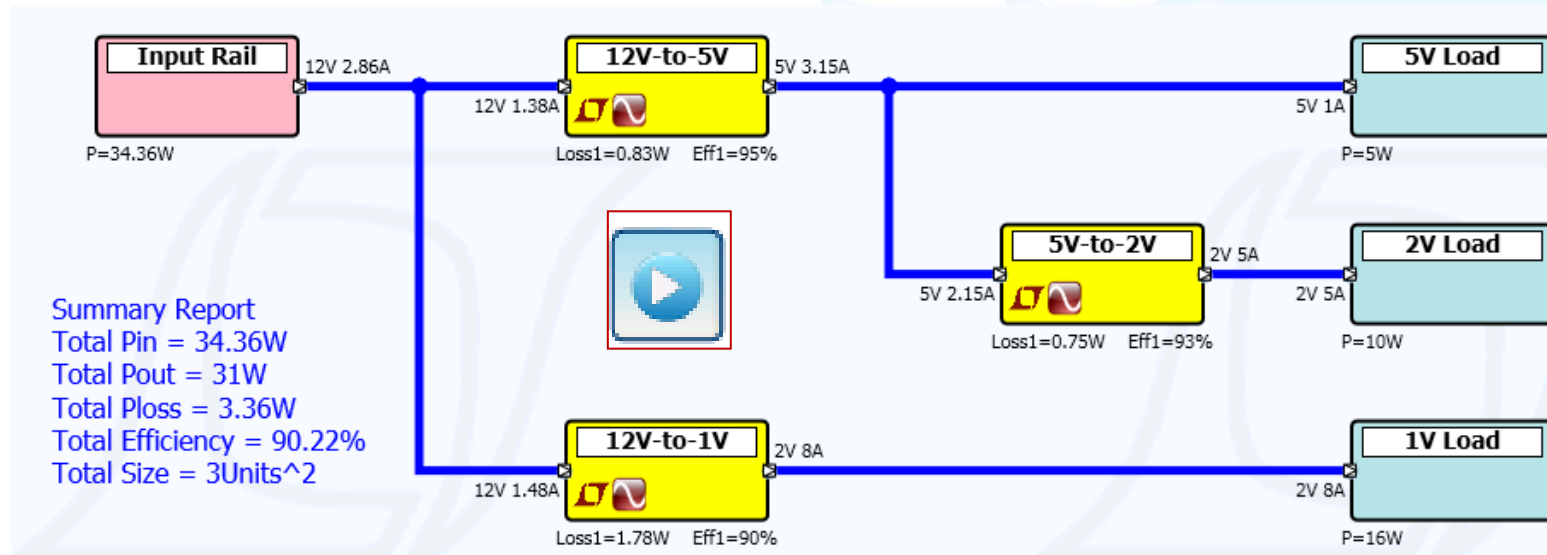 Input Rail
12V 2.86A
P=34.36W
12V-to-5V
5V 3.15A
12V 1.38A
Loss1=0.83W Eff1=95%
5V Load
5V 1A
P=5W
5V-to-2V
2V 5A
5V 2.15A
Loss1=0.75W Eff1=93%
2V Load
2V 5A
P=10W
Summary Report
Total Pin = 34.36W
Total Pout = 31W
Total Ploss = 3.36W
Total Efficiency = 90.22%
Total Size = 3Units^2
12V-to-1V
2V 8A
12V 1.48A
Loss1=1.78W Eff1=90%
1V Load
2V 8A
P=16W